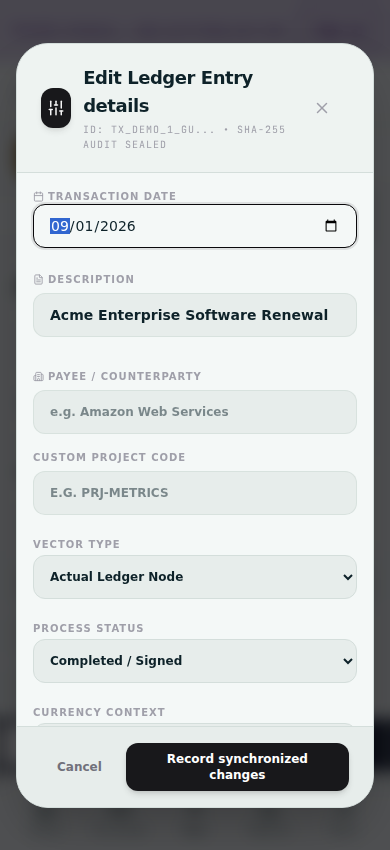 Edit Ledger Entry
details
ID: TX_DEMO_1_GU... • SHA-255
AUDIT SEALED
TRANSACTION DATE
09/01/2026
DESCRIPTION
Acme Enterprise Software Renewal
PAYEE / COUNTERPARTY
e.g. Amazon Web Services
CUSTOM PROJECT CODE
E.G. PRJ-METRICS
VECTOR TYPE
Actual Ledger Node
PROCESS STATUS
Completed / Signed
CURRENCY CONTEXT
Cancel
Record synchronized
changes